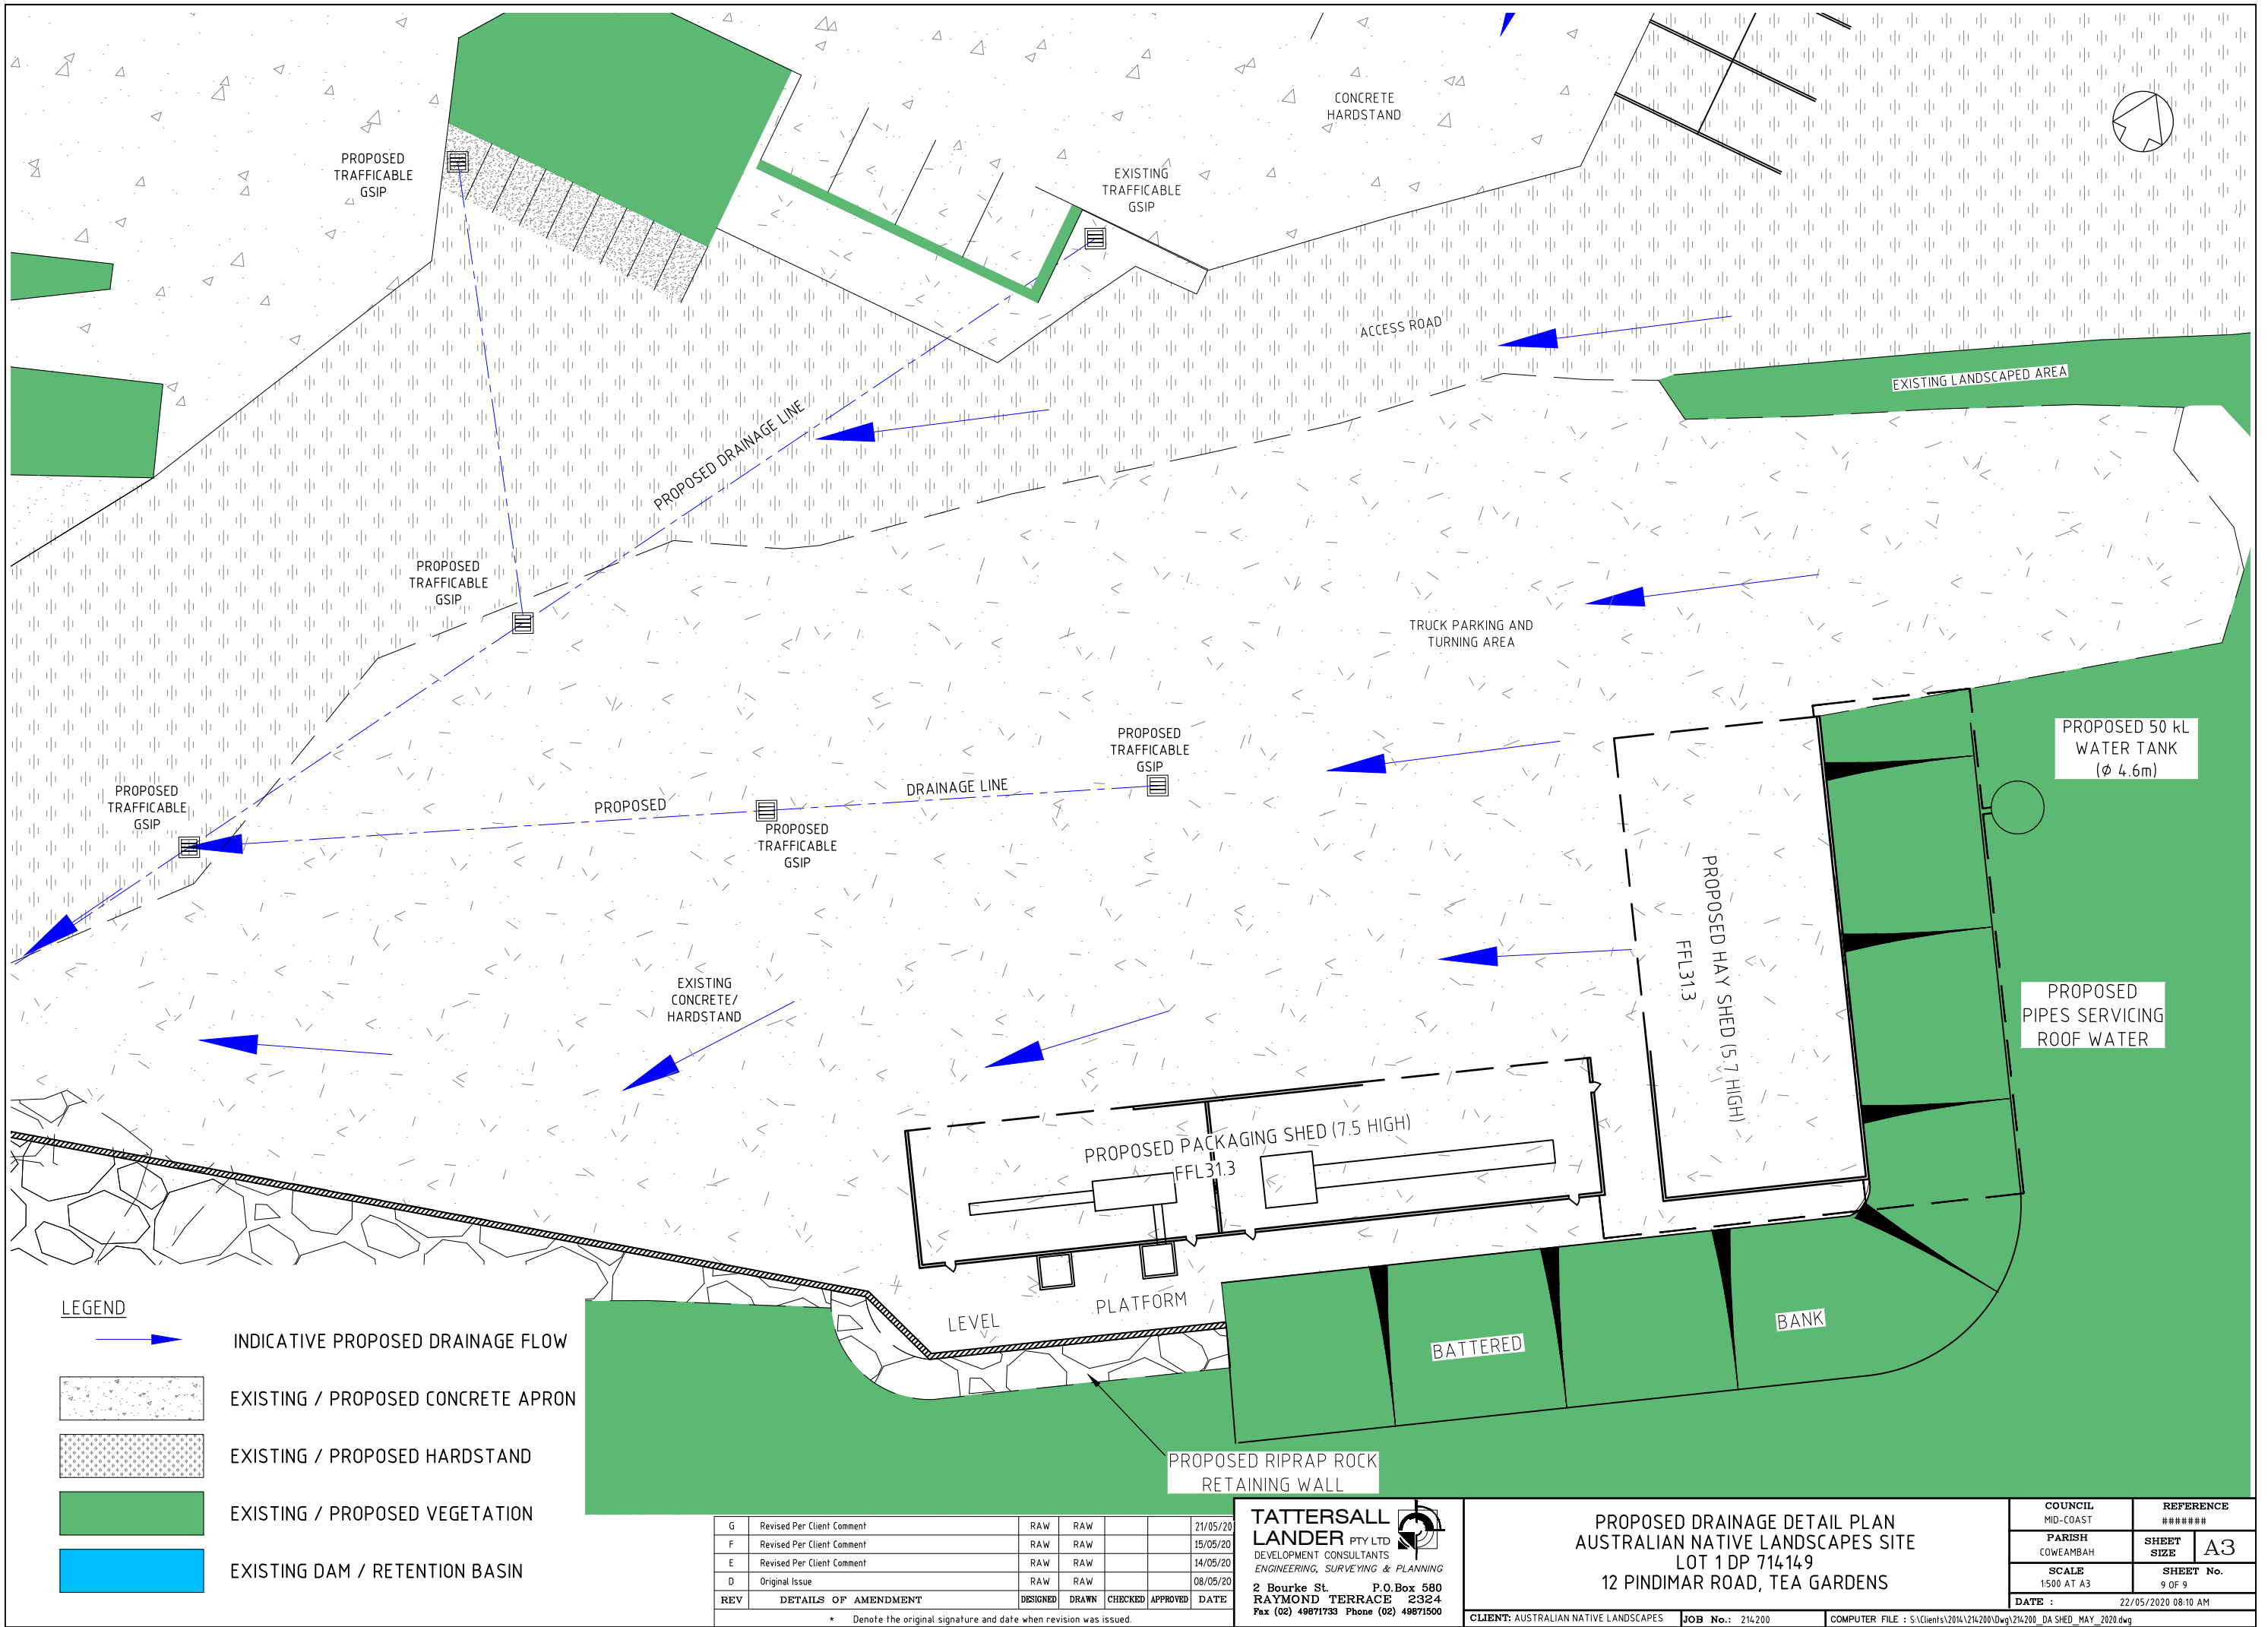 CONCRETE
HARDSTAND
PROPOSED
TRAFFICABLE
GSIP
EXISTING
TRAFFICABLE
GSIP
ACCESS ROAD
EXISTING LANDSCAPED AREA
PROPOSED DRAINAGE LINE
PROPOSED
TRAFFICABLE
GSIP
TRUCK PARKING AND
TURNING AREA
PROPOSED 50 kL
WATER TANK
(Ø 4.6m)
PROPOSED
TRAFFICABLE
GSIP
PROPOSED
TRAFFICABLE
GSIP
PROPOSED DRAINAGE LINE
PROPOSED
TRAFFICABLE
GSIP
PROPOSED HAY SHED (5.7 HIGH)
FFL31.3
EXISTING
CONCRETE/
HARDSTAND
PROPOSED
PIPES SERVICING
ROOF WATER
PROPOSED PACKAGING SHED (7.5 HIGH)
FFL31.3
LEVEL PLATFORM
BATTERED BANK
PROPOSED RIPRAP ROCK
RETAINING WALL
LEGEND
INDICATIVE PROPOSED DRAINAGE FLOW
EXISTING / PROPOSED CONCRETE APRON
EXISTING / PROPOSED HARDSTAND
EXISTING / PROPOSED VEGETATION
EXISTING DAM / RETENTION BASIN
G Revised Per Client Comment RAW RAW 21/05/20
F Revised Per Client Comment RAW RAW 15/05/20
E Revised Per Client Comment RAW RAW 14/05/20
D Original Issue RAW RAW 08/05/20
REV DETAILS OF AMENDMENT DESIGNED DRAWN CHECKED APPROVED DATE
* Denote the original signature and date when revision was issued.
TATTERSALL
LANDER PTY LTD
DEVELOPMENT CONSULTANTS
ENGINEERING, SURVEYING & PLANNING
2 Bourke St. P.O.Box 580
RAYMOND TERRACE 2324
Fax (02) 49871733 Phone (02) 49871500
PROPOSED DRAINAGE DETAIL PLAN
AUSTRALIAN NATIVE LANDSCAPES SITE
LOT 1 DP 714149
12 PINDIMAR ROAD, TEA GARDENS
CLIENT: AUSTRALIAN NATIVE LANDSCAPES JOB No.: 214200 COMPUTER FILE : S:\Clients\2014\214200\Dwg\214200_DA SHED_MAY_2020.dwg
COUNCIL
MID-COAST
REFERENCE
#######
PARISH
COWEAMBAH
SHEET
SIZE A3
SCALE
1:500 AT A3
SHEET No.
9 OF 9
DATE : 22/05/2020 08:10 AM